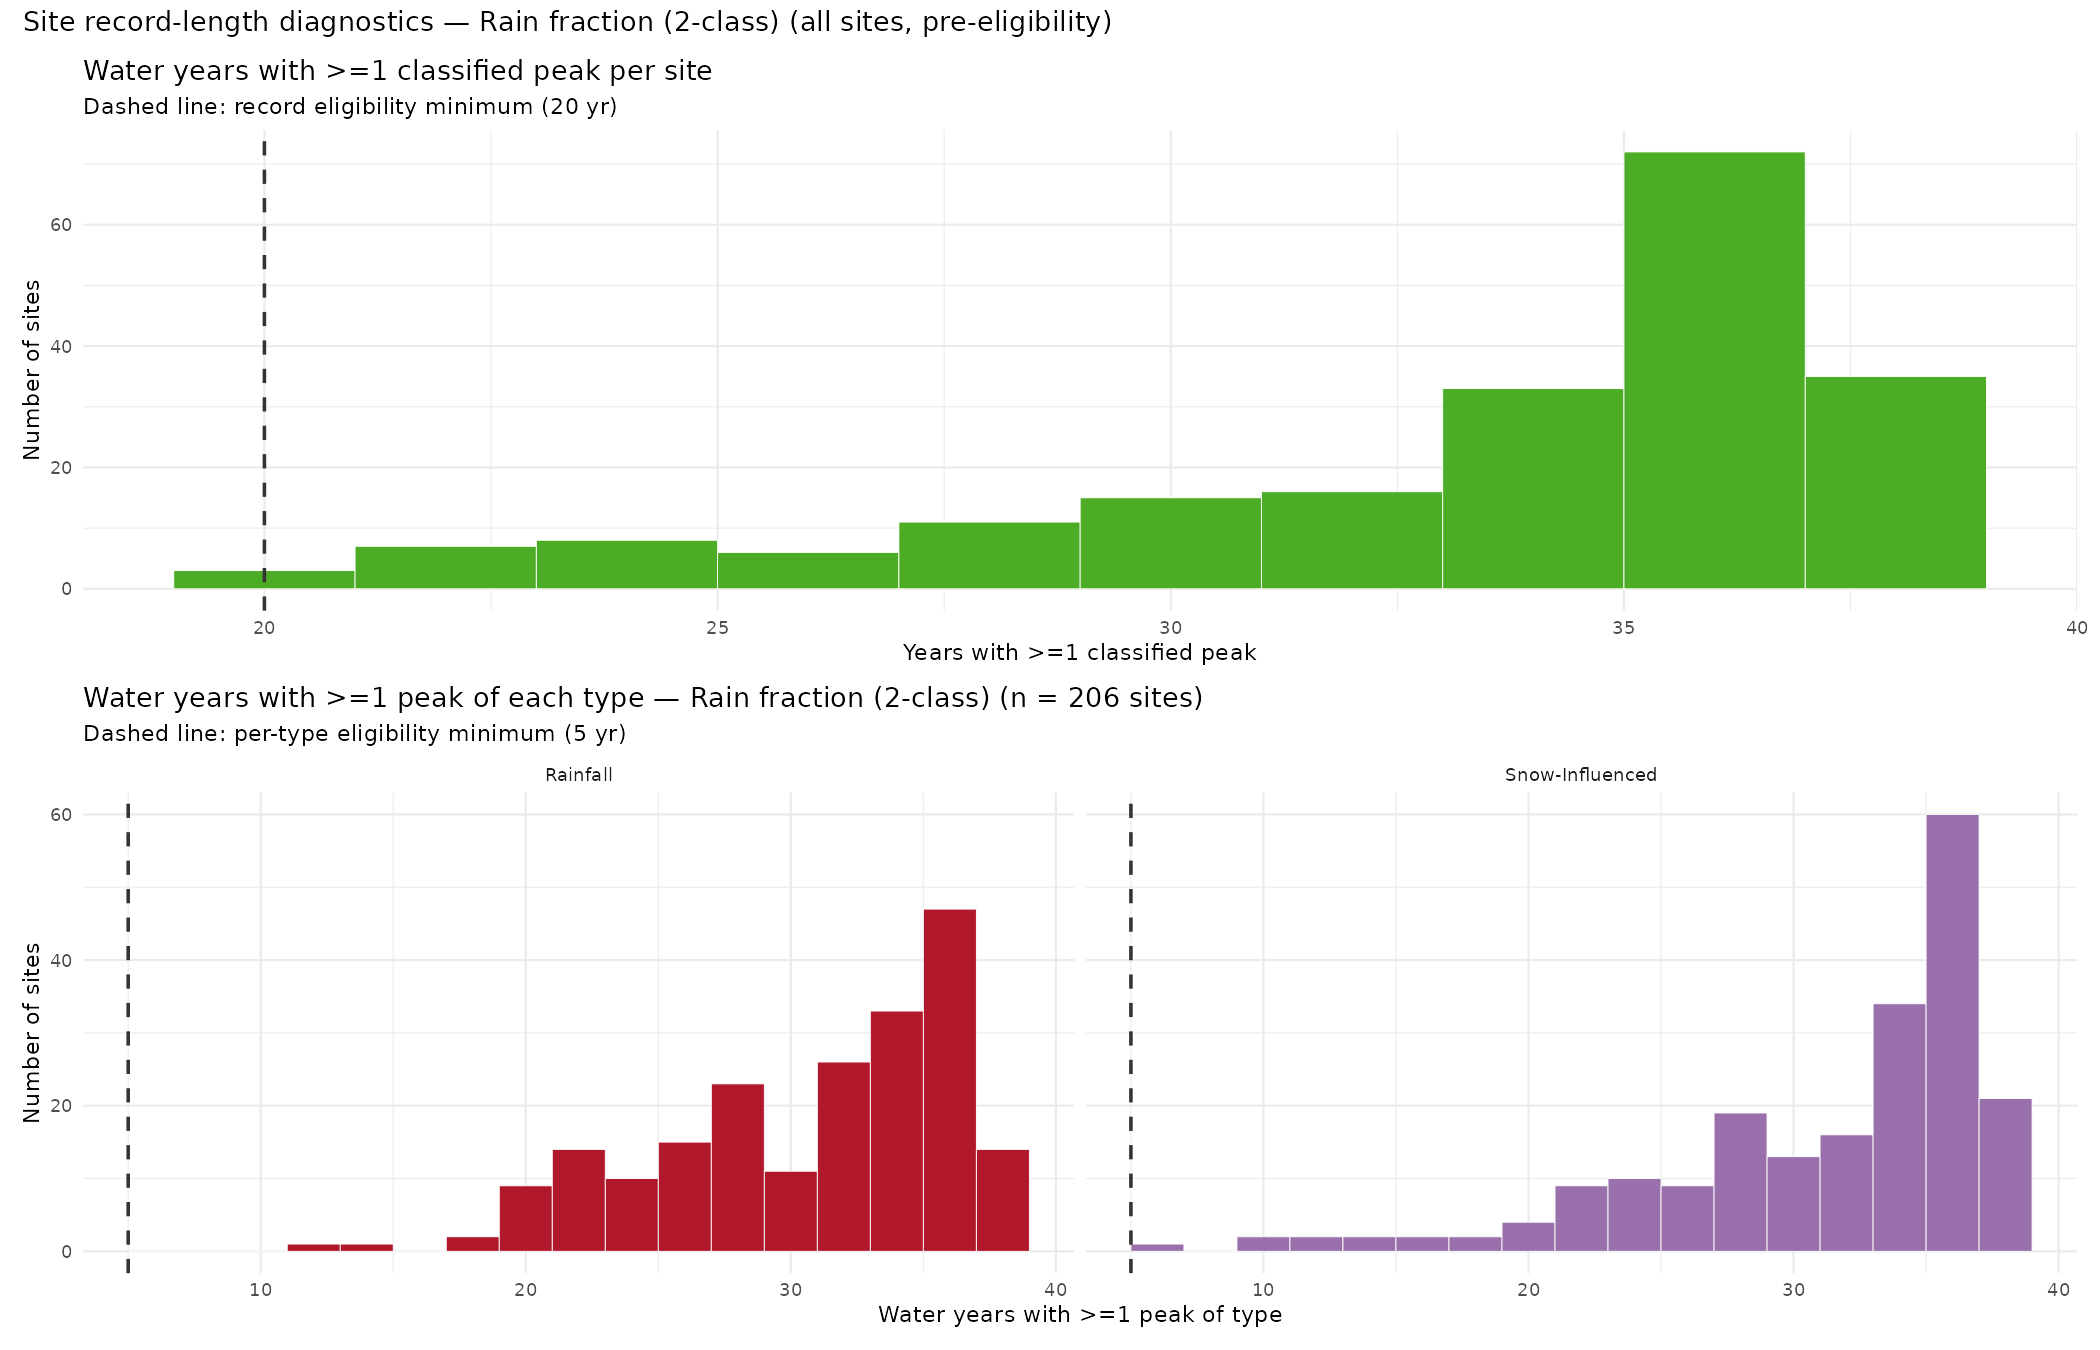 Site record-length diagnostics — Rain fraction (2-class) (all sites, pre-eligibility)
Water years with >=1 classified peak per site
Dashed line: record eligibility minimum (20 yr)
Number of sites
60
40
20
0
20 25 30 35 40
Years with >=1 classified peak
Water years with >=1 peak of each type — Rain fraction (2-class) (n = 206 sites)
Dashed line: per-type eligibility minimum (5 yr)
Rainfall Snow-Influenced
Number of sites
60
40
20
0
10 20 30 40 10 20 30 40
Water years with >=1 peak of type